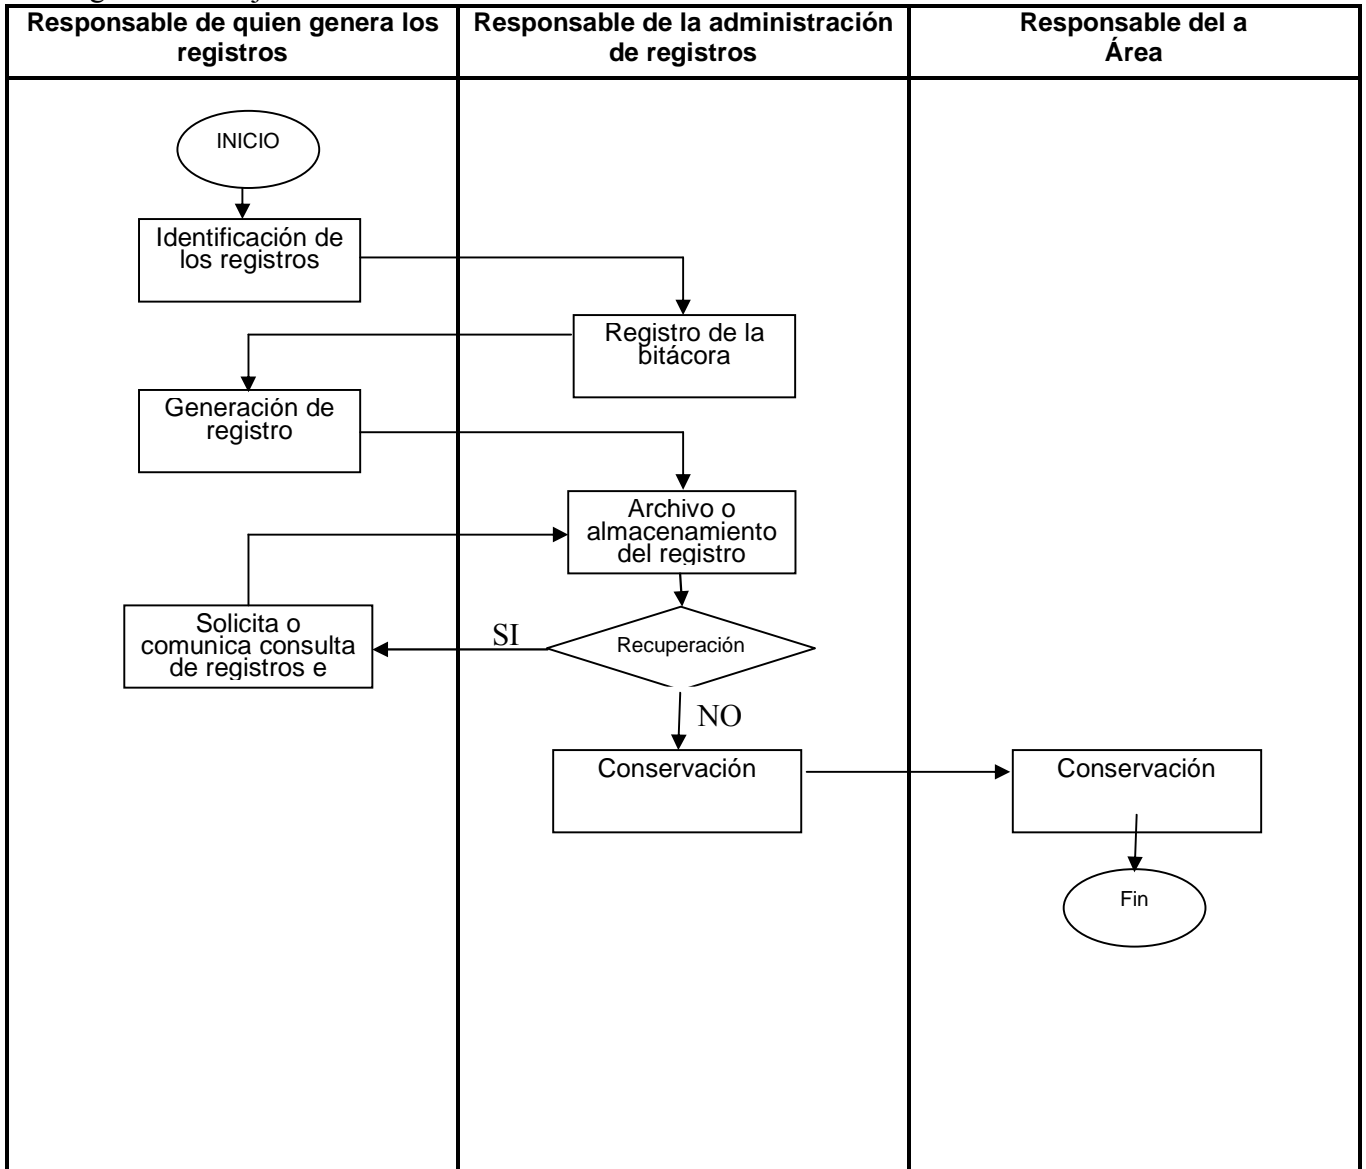 Responsable de quien genera los
registros
Responsable de la administración
de registros
Responsable del a
Área
INICIO
Identificación de
los registros
Registro de la
bitácora
Generación de
registro
Archivo o
almacenamiento
del registro
Solicita o
comunica consulta
de registros e
SI
Recuperación
NO
Conservación
Conservación
Fin